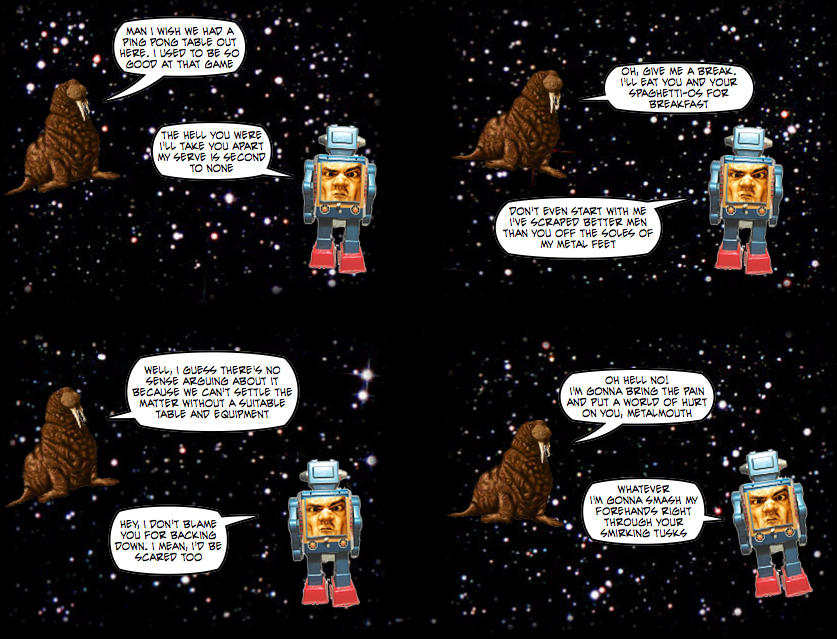 MAN I WISH WE HAD A
PING PONG TABLE OUT
HERE. I USED TO BE SO
GOOD AT THAT GAME
THE HELL YOU WERE
I'LL TAKE YOU APART
MY SERVE IS SECOND
TO NONE
OH, GIVE ME A BREAK.
I'LL EAT YOU AND YOUR
SPAGHETTI-OS FOR
BREAKFAST
DON'T EVEN START WITH ME
I'VE SCRAPED BETTER MEN
THAN YOU OFF THE SOLES OF
MY METAL FEET
WELL, I GUESS THERE'S NO
SENSE ARGUING ABOUT IT
BECAUSE WE CAN'T SETTLE THE
MATTER WITHOUT A SUITABLE
TABLE AND EQUIPMENT
HEY, I DON'T BLAME
YOU FOR BACKING
DOWN. I MEAN, I'D BE
SCARED TOO
OH HELL NO!
I'M GONNA BRING THE PAIN
AND PUT A WORLD OF HURT
ON YOU, METALMOUTH
WHATEVER
I'M GONNA SMASH MY
FOREHANDS RIGHT
THROUGH YOUR
SMIRKING TUSKS